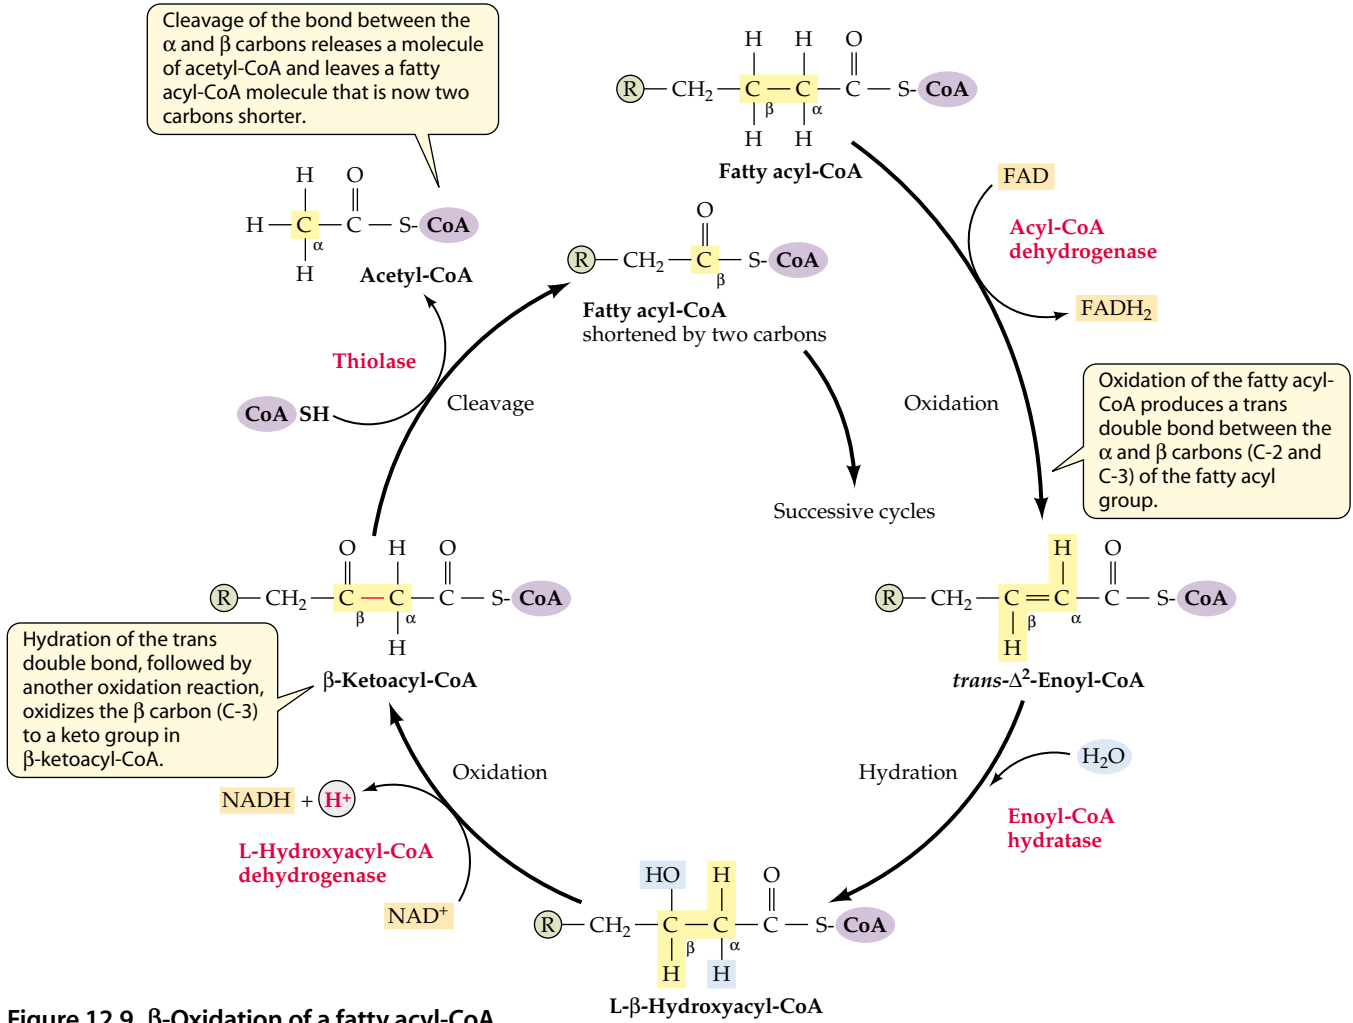 Cleavage of the bond between the
α and β carbons releases a molecule
of acetyl-CoA and leaves a fatty
acyl-CoA molecule that is now two
carbons shorter.
H H O
R CH₂ C C C S- CoA
β α
H H
Fatty acyl-CoA
FAD
Acyl-CoA
dehydrogenase
FADH₂
H O
H C C S- CoA
α
H
Acetyl-CoA
O
R CH₂ C S- CoA
β
Fatty acyl-CoA
shortened by two carbons
Thiolase
CoA SH
Cleavage
Oxidation
Oxidation of the fatty acyl-
CoA produces a trans
double bond between the
α and β carbons (C-2 and
C-3) of the fatty acyl
group.
Successive cycles
O H O
R CH₂ C C C S- CoA
β α
H
β-Ketoacyl-CoA
H O
R CH₂ C C C S- CoA
β α
H
trans-Δ²-Enoyl-CoA
Hydration of the trans
double bond, followed by
another oxidation reaction,
oxidizes the β carbon (C-3)
to a keto group in
β-ketoacyl-CoA.
Oxidation
NADH + H⁺
L-Hydroxyacyl-CoA
dehydrogenase
NAD⁺
Hydration
H₂O
Enoyl-CoA
hydratase
HO H O
R CH₂ C C C S- CoA
β α
H H
L-β-Hydroxyacyl-CoA
Figure 12.9 β-Oxidation of a fatty acyl-CoA